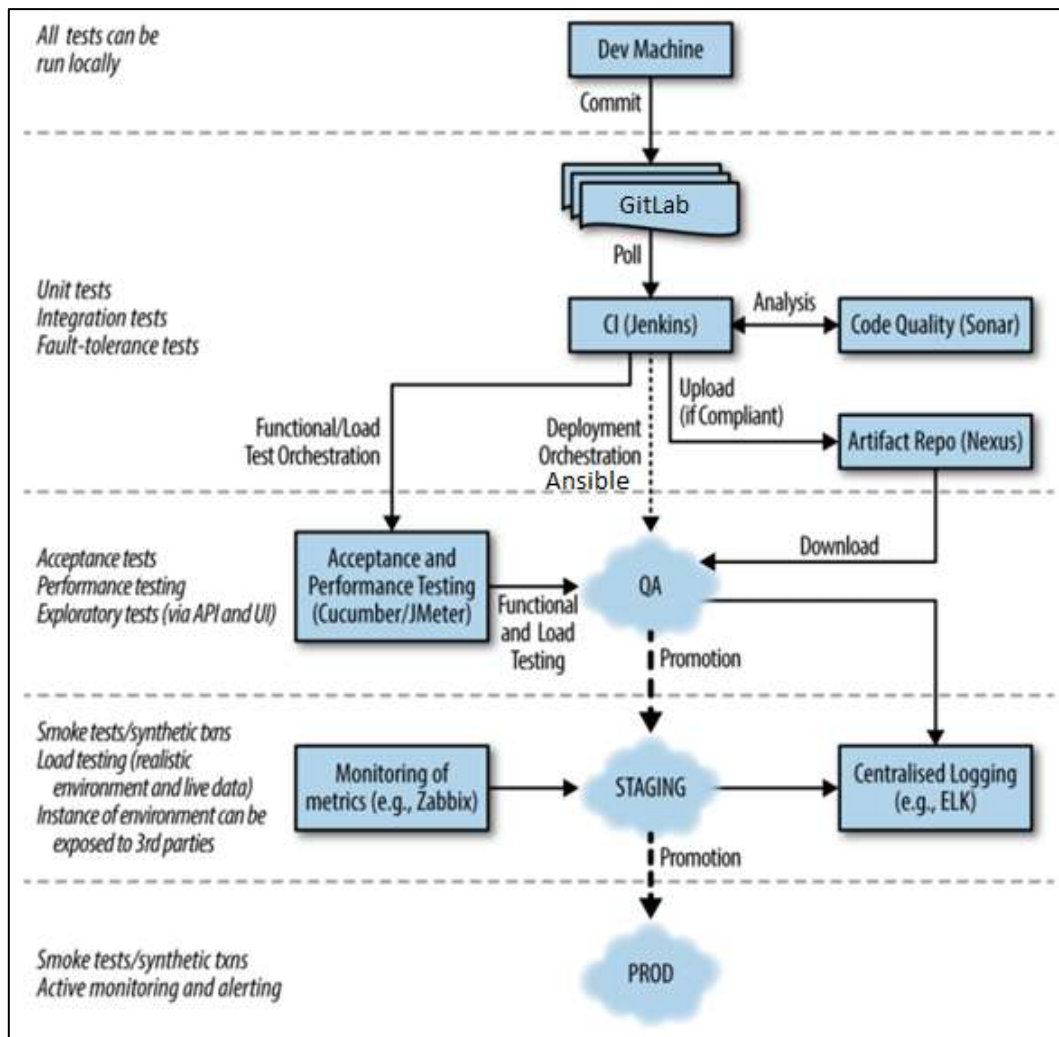 All tests can be
run locally
Dev Machine
Commit
GitLab
Poll
Unit tests
Integration tests
Fault-tolerance tests
CI (Jenkins)
Analysis
Code Quality (Sonar)
Functional/Load
Test Orchestration
Deployment
Orchestration
Ansible
Upload
(if Compliant)
Artifact Repo (Nexus)
Acceptance tests
Performance testing
Exploratory tests (via API and UI)
Acceptance and
Performance Testing
(Cucumber/JMeter)
Functional
and Load
Testing
QA
Download
Promotion
Smoke tests/synthetic txns
Load testing (realistic
environment and live data)
Instance of environment can be
exposed to 3rd parties
Monitoring of
metrics (e.g., Zabbix)
STAGING
Centralised Logging
(e.g., ELK)
Promotion
Smoke tests/synthetic txns
Active monitoring and alerting
PROD